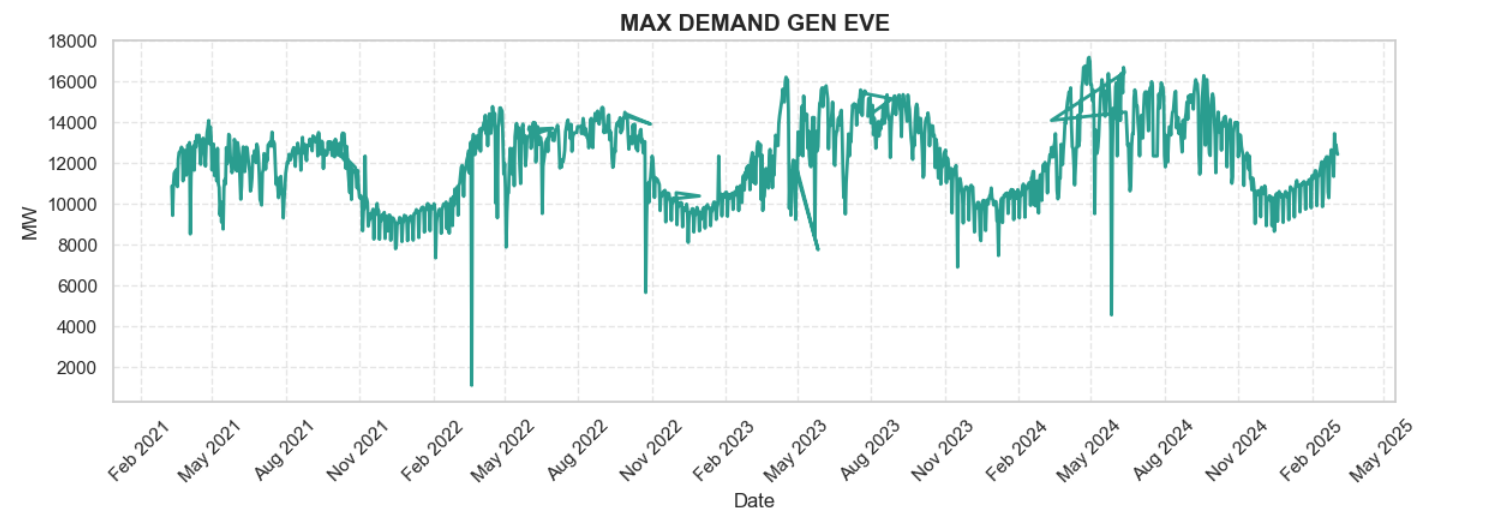 MAX DEMAND GEN EVE
18000
16000
14000
12000
10000
8000
6000
4000
2000
MW
Feb 2021
May 2021
Aug 2021
Nov 2021
Feb 2022
May 2022
Aug 2022
Nov 2022
Feb 2023
May 2023
Aug 2023
Nov 2023
Feb 2024
May 2024
Aug 2024
Nov 2024
Feb 2025
May 2025
Date